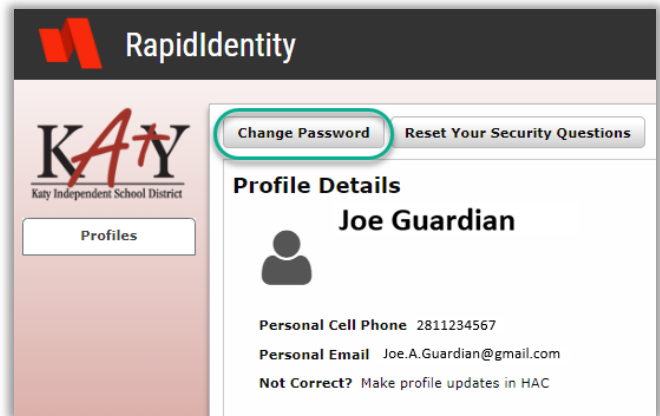 RapidIdentity
KATY
Katy Independent School District
Profiles
Change Password
Reset Your Security Questions
Profile Details
Joe Guardian
Personal Cell Phone 2811234567
Personal Email Joe.A.Guardian@gmail.com
Not Correct? Make profile updates in HAC